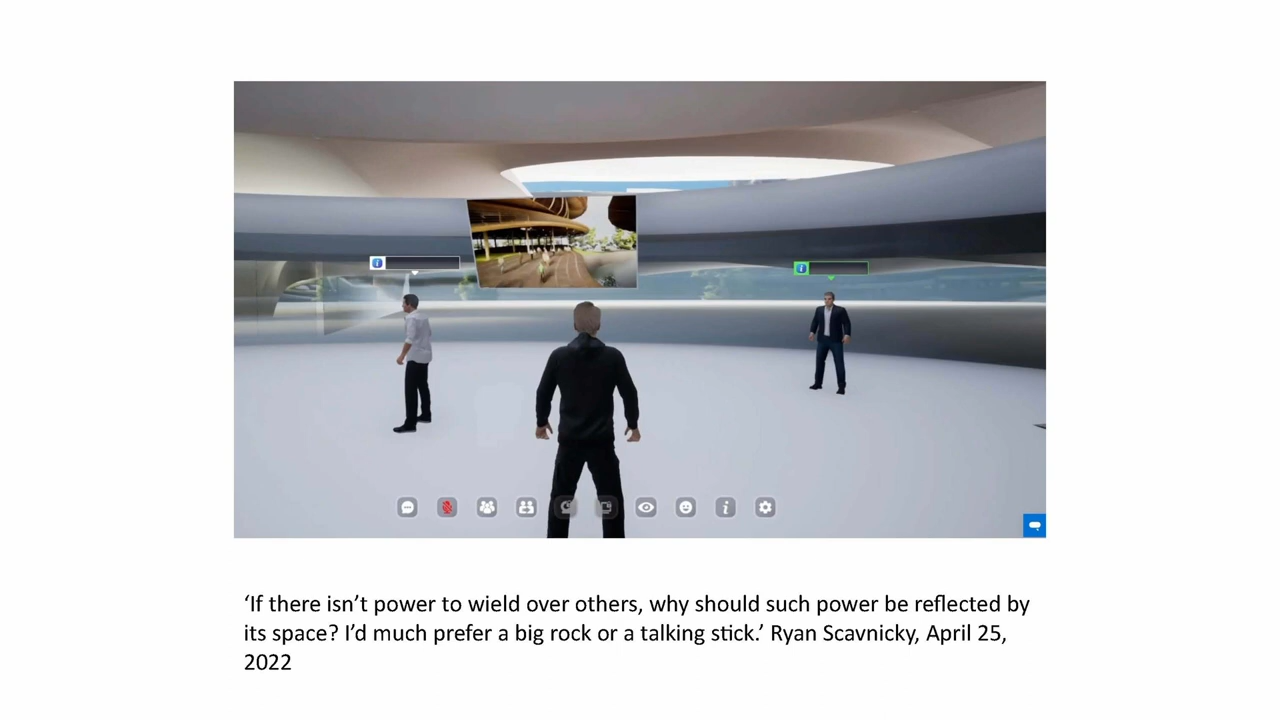 ‘If there isn’t power to wield over others, why should such power be reflected by
its space? I’d much prefer a big rock or a talking stick.’ Ryan Scavnicky, April 25,
2022